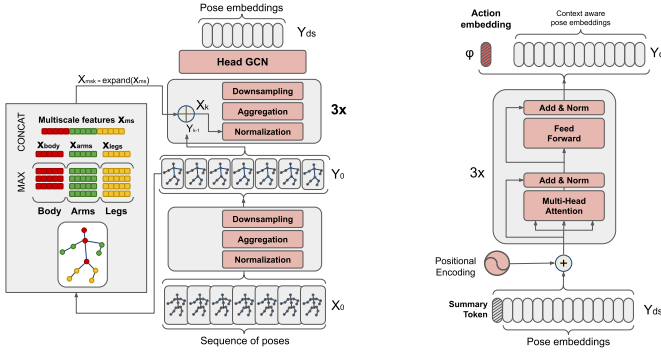 Pose embeddings
Yds
Head GCN
Xmsk = expand(Xms)
Downsampling
Xk
Aggregation
3x
Yk-1
Normalization
CONCAT
Multiscale features Xms
Xbody
Xarms
Xlegs
MAX
Body
Arms
Legs
Y0
Downsampling
Aggregation
Normalization
X0
Sequence of poses
Action
embedding
Context aware
pose embeddings
φ
Add & Norm
Feed
Forward
3x
Add & Norm
Multi-Head
Attention
Positional
Encoding
+
Summary
Token
Yds
Pose embeddings